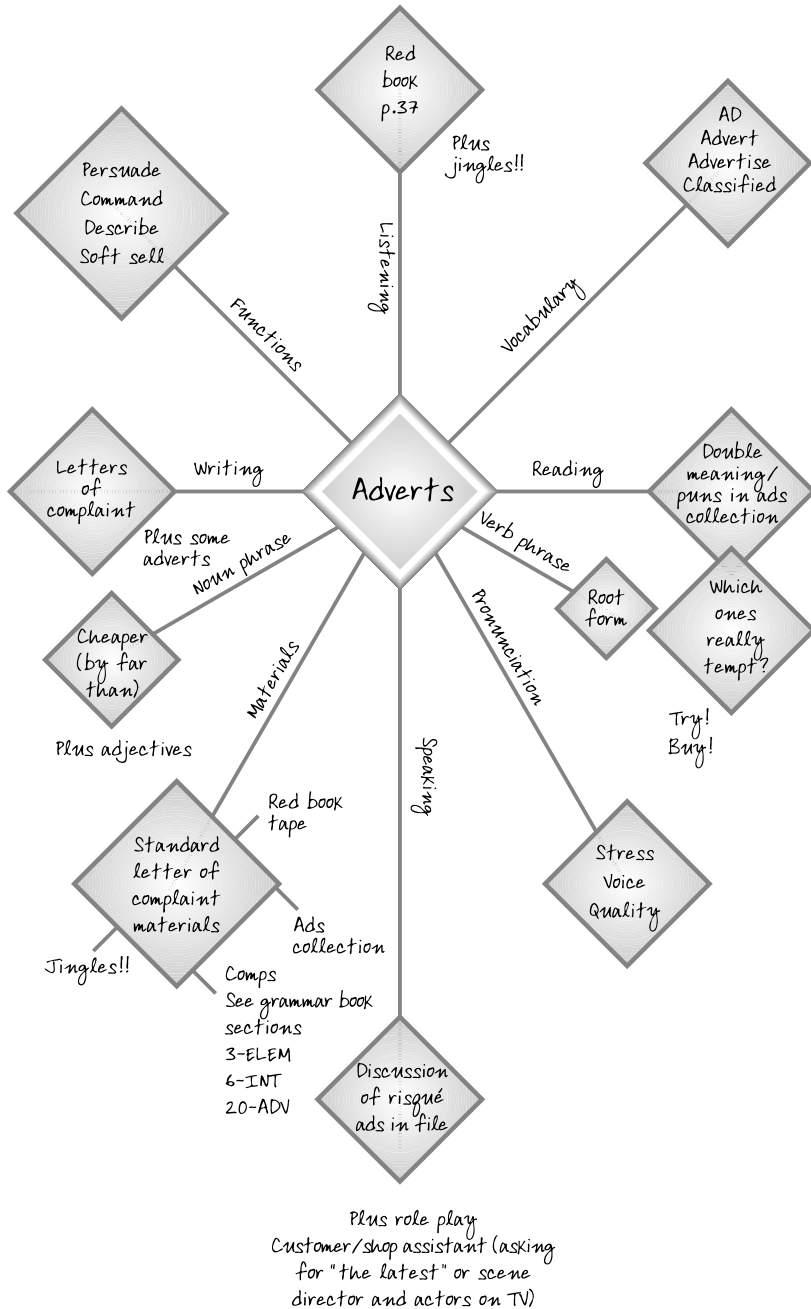 Red
book
p.37
Plus
jingles!!
Listening
AD
Advert
Advertise
Classified
Vocabulary
Persuade
Command
Describe
Soft sell
Functions
Letters
of
complaint
Writing
Plus some
adverts
Adverts
Reading
Double
meaning/
puns in ads
collection
Which
ones
really
tempt?
Try!
Buy!
Verb phrase
Root
form
Noun phrase
Cheaper
(by far
than)
Plus adjectives
Materials
Standard
letter of
complaint
materials
Red book
tape
Ads
collection
Jingles!!
Comps
See grammar book
sections
3-ELEM
6-INT
20-ADV
Pronunciation
Stress
Voice
Quality
Speaking
Discussion
of risqué
ads in file
Plus role play
Customer/shop assistant (asking
for "the latest" or scene
director and actors on TV)